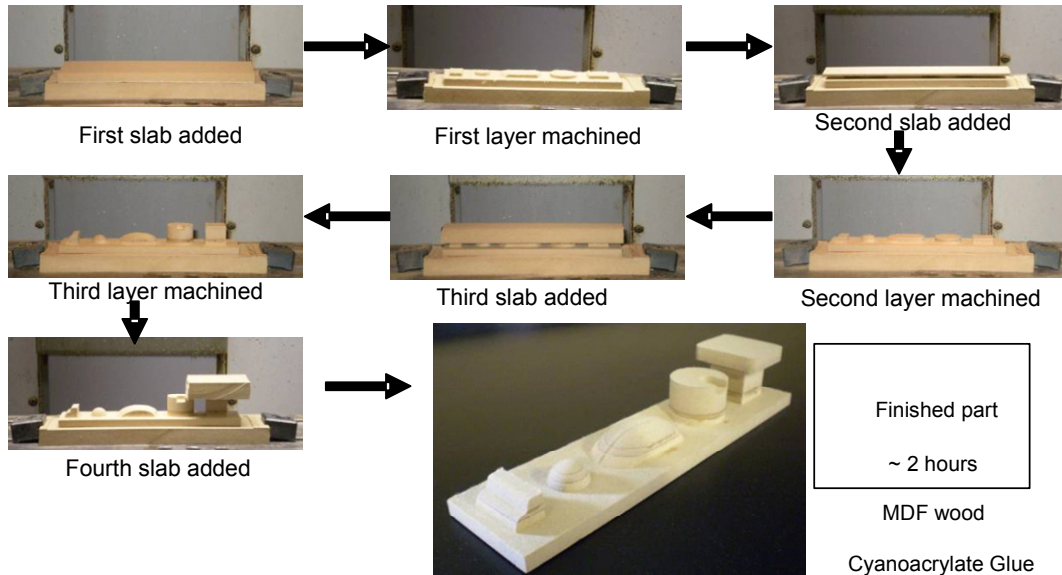 First slab added
First layer machined
Second slab added
Third layer machined
Third slab added
Second layer machined
Fourth slab added
Finished part
~ 2 hours
MDF wood
Cyanoacrylate Glue